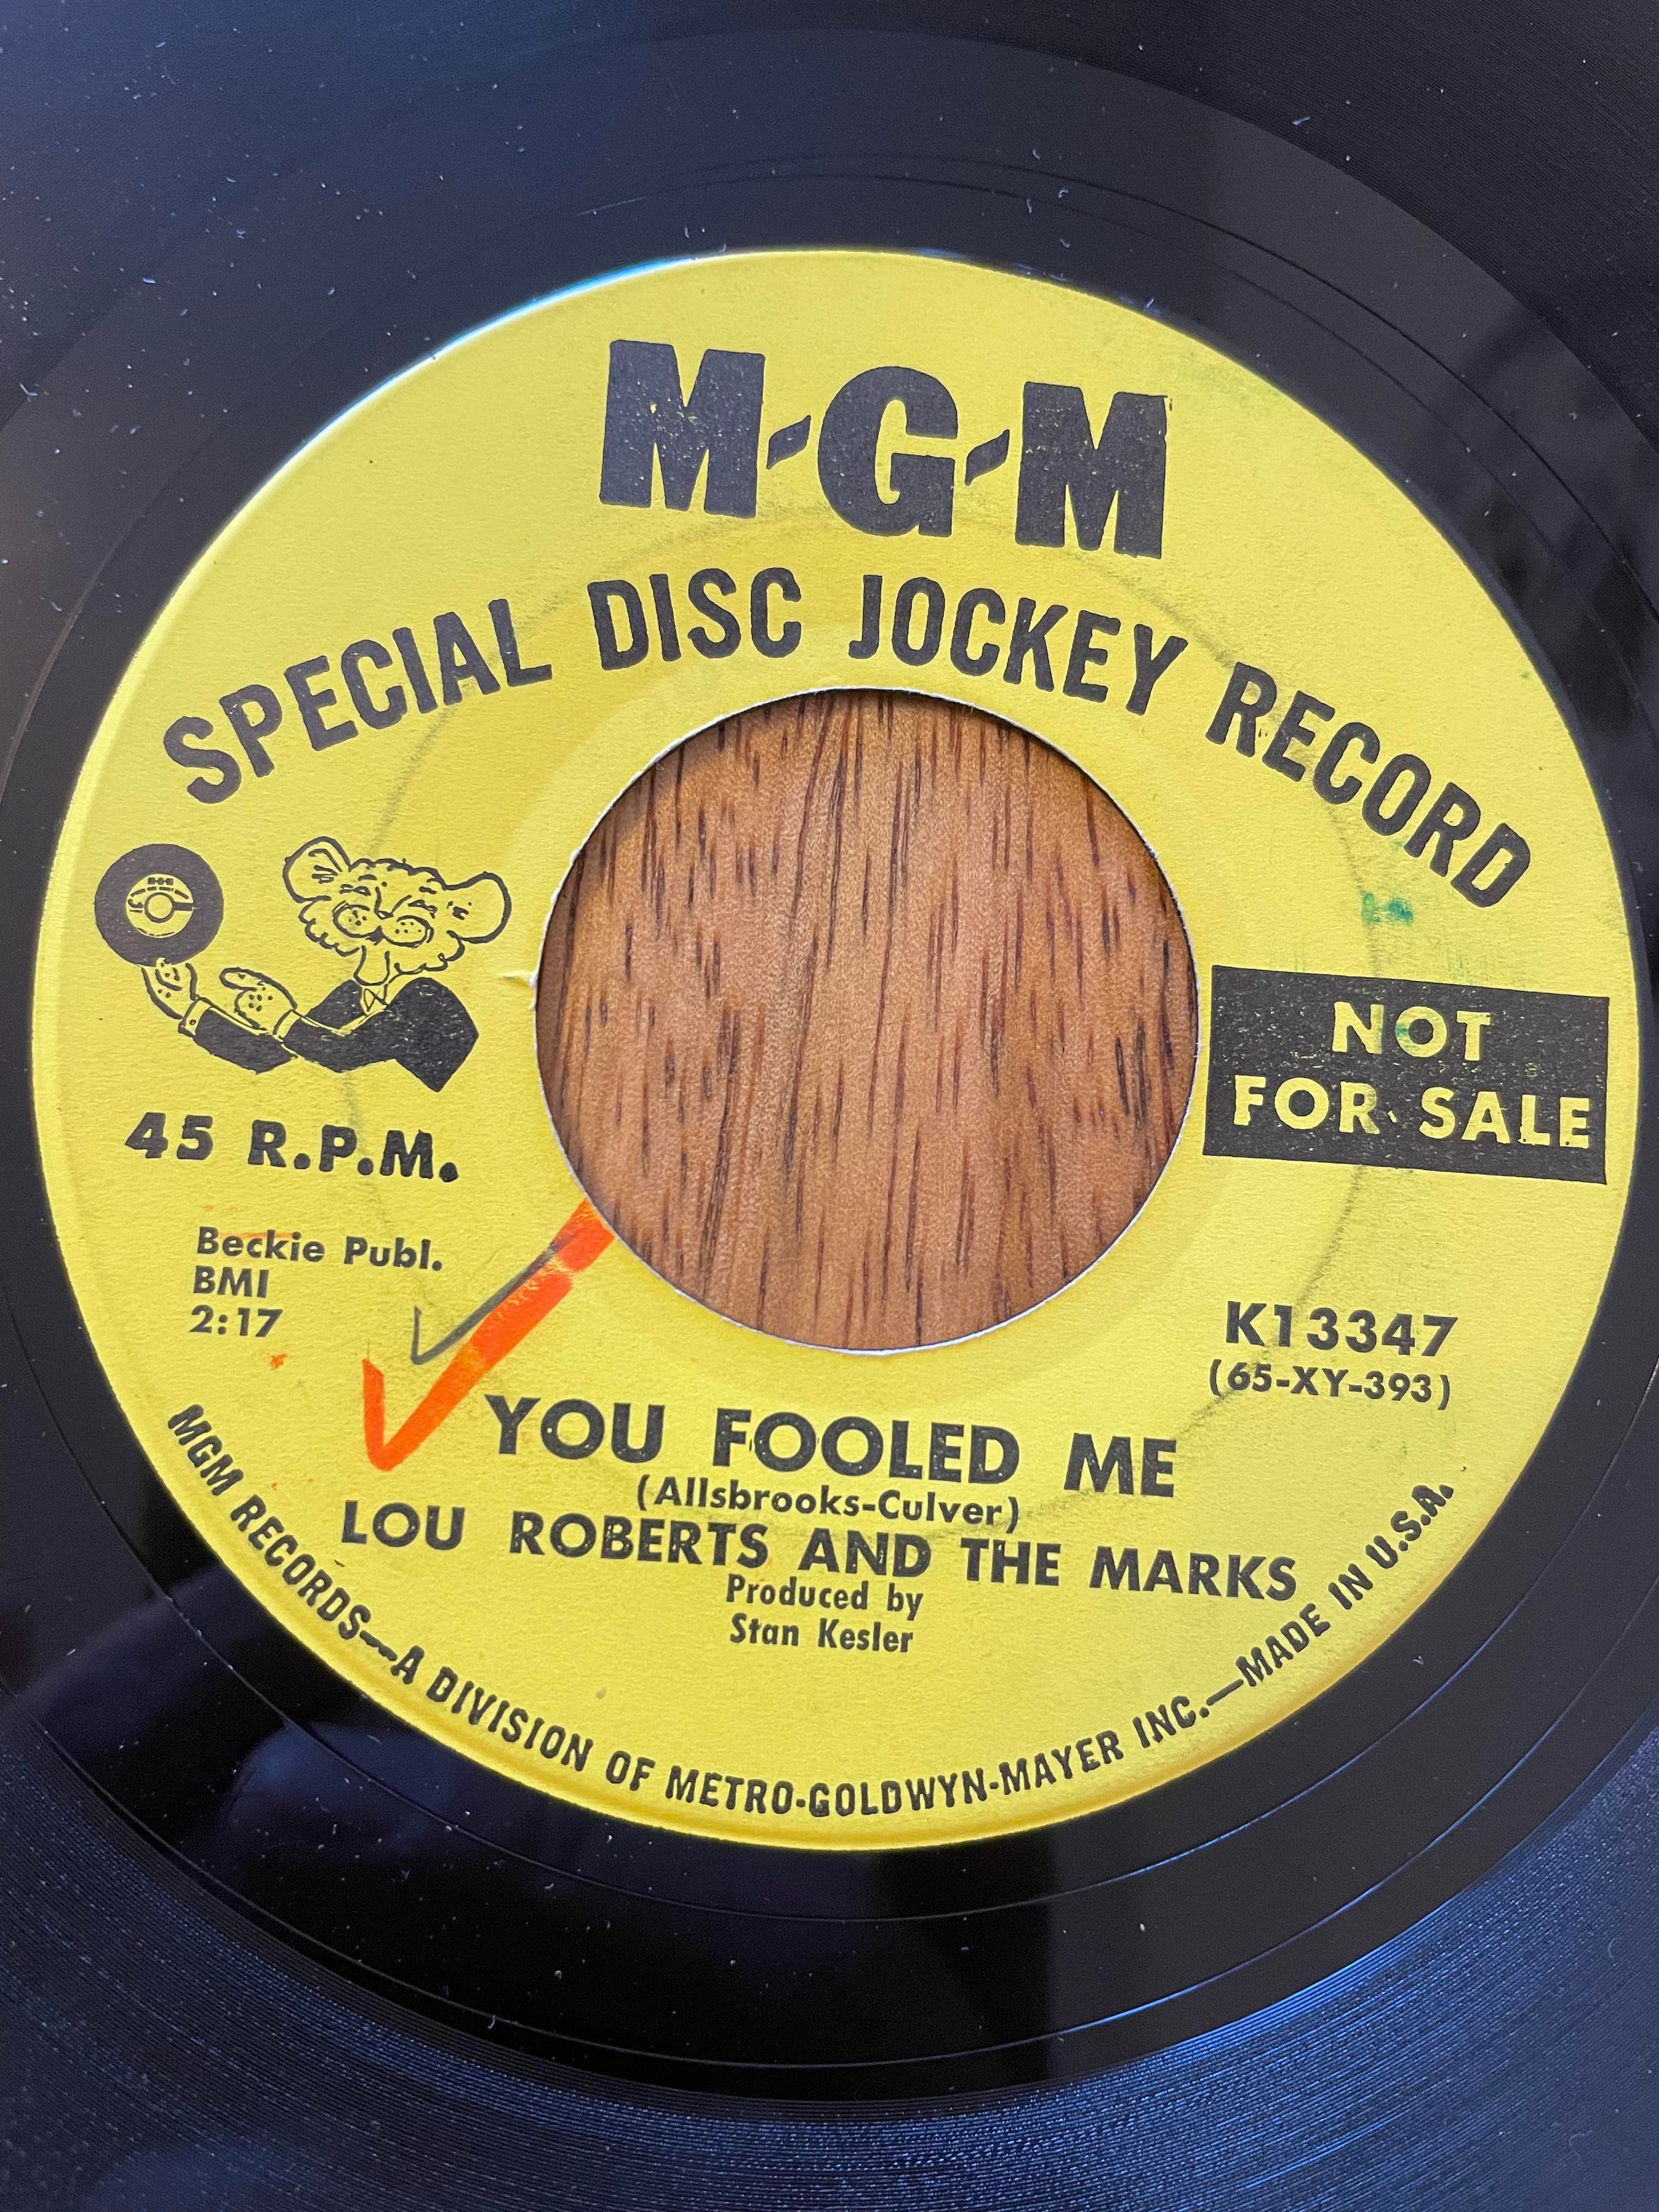 M-G-M
SPECIAL DISC JOCKEY RECORD
NOT
FOR SALE
45 R.P.M.
Beckie Publ.
BMI
2:17
K13347
(65-XY-393)
YOU FOOLED ME
(Allsbrooks-Culver)
LOU ROBERTS AND THE MARKS
Produced by
Stan Kesler
MGM RECORDS—A DIVISION OF METRO-GOLDWYN-MAYER INC.—MADE IN U.S.A.